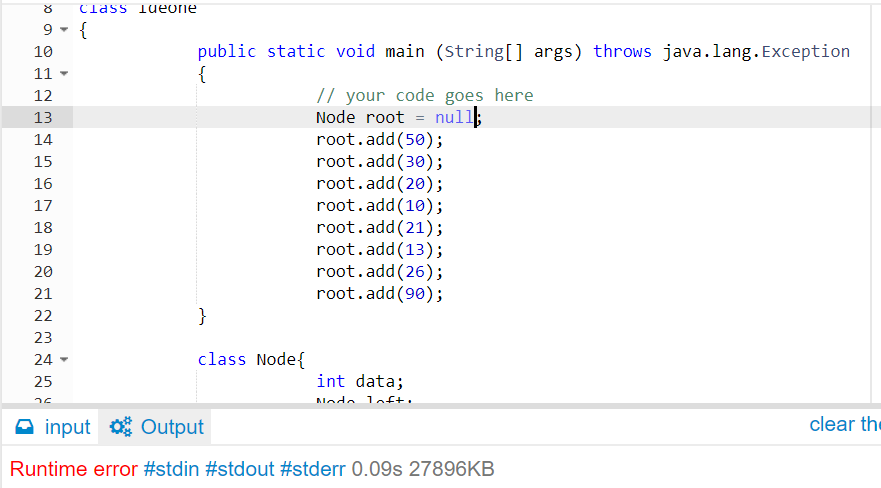 8 class Ideone
9 {
10 public static void main (String[] args) throws java.lang.Exception
11 {
12 // your code goes here
13 Node root = null;
14 root.add(50);
15 root.add(30);
16 root.add(20);
17 root.add(10);
18 root.add(21);
19 root.add(13);
20 root.add(26);
21 root.add(90);
22 }
23
24 class Node{
25 int data;
26 Node left;
input Output clear the
Runtime error #stdin #stdout #stderr 0.09s 27896KB